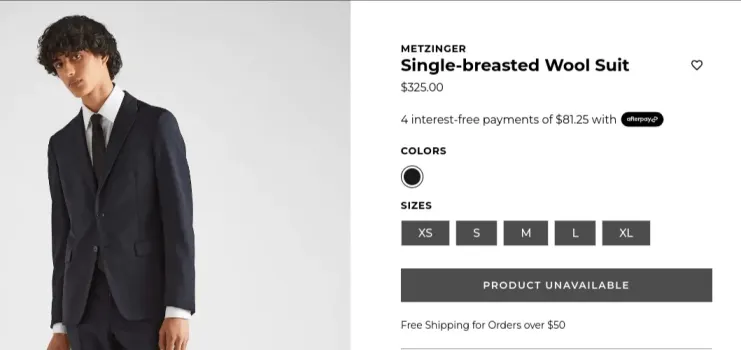 METZINGER
Single-breasted Wool Suit
$325.00
4 interest-free payments of $81.25 with afterpay
COLORS
SIZES
XS S M L XL
PRODUCT UNAVAILABLE
Free Shipping for Orders over $50